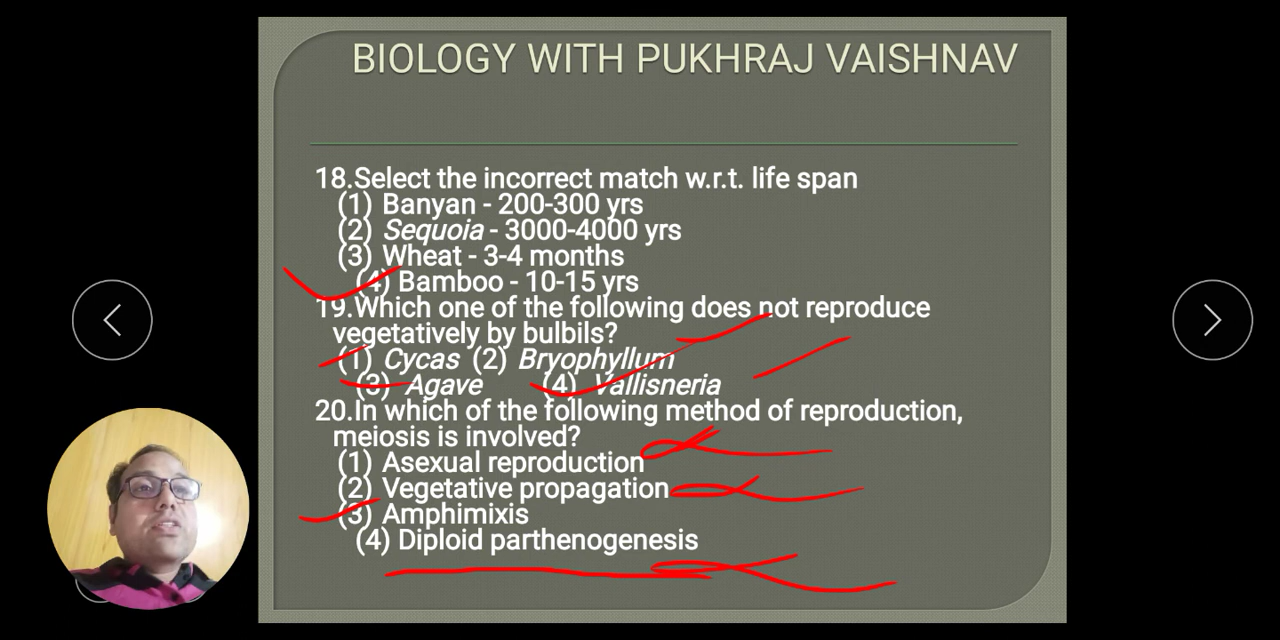 BIOLOGY WITH PUKHRAJ VAISHNAV
18.Select the incorrect match w.r.t. life span
(1) Banyan - 200-300 yrs
(2) Sequoia - 3000-4000 yrs
(3) Wheat - 3-4 months
(4) Bamboo - 10-15 yrs
19.Which one of the following does not reproduce
vegetatively by bulbils?
(1) Cycas (2) Bryophyllum
(3) Agave (4) Vallisneria
20.In which of the following method of reproduction,
meiosis is involved?
(1) Asexual reproduction
(2) Vegetative propagation
(3) Amphimixis
(4) Diploid parthenogenesis